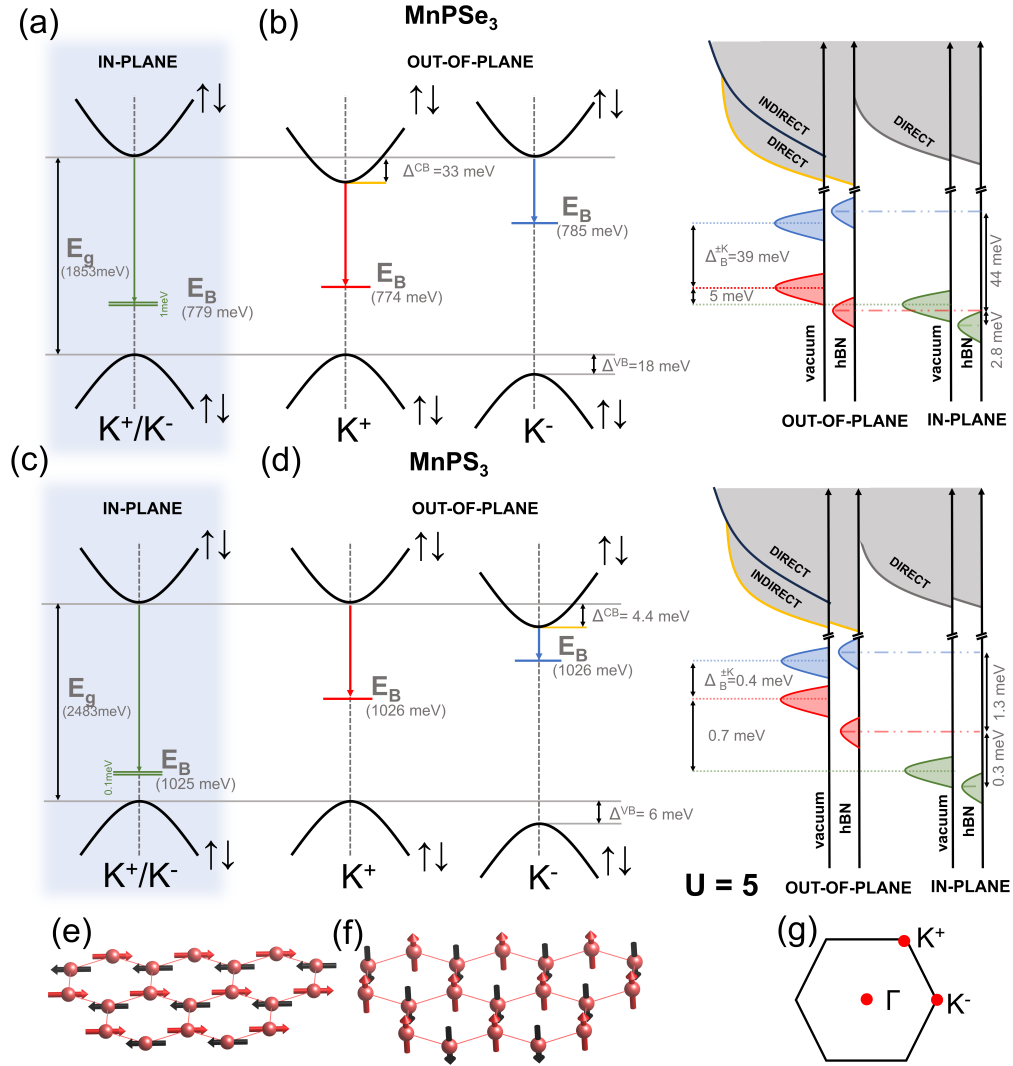 MnPSe3
(a)
IN-PLANE
↑↓
Eg
(1853meV)
1meV
EB
(779 meV)
↑↓
K+/K-
(b)
OUT-OF-PLANE
↑↓
ΔCB =33 meV
EB
(774 meV)
↑↓
K+
↑↓
EB
(785 meV)
ΔVB=18 meV
↑↓
K-
INDIRECT
DIRECT
DIRECT
Δ±KB=39 meV
5 meV
44 meV
2.8 meV
vacuum
hBN
vacuum
hBN
OUT-OF-PLANE
IN-PLANE
MnPS3
(c)
IN-PLANE
↑↓
Eg
(2483meV)
0.1meV
EB
(1025 meV)
↑↓
K+/K-
(d)
OUT-OF-PLANE
↑↓
EB
(1026 meV)
↑↓
K+
↑↓
ΔCB= 4.4 meV
EB
(1026 meV)
ΔVB= 6 meV
↑↓
K-
DIRECT
INDIRECT
DIRECT
Δ±KB=0.4 meV
0.7 meV
1.3 meV
0.3 meV
vacuum
hBN
vacuum
hBN
U = 5
OUT-OF-PLANE
IN-PLANE
(e)
(f)
(g)
K+
Γ
K-